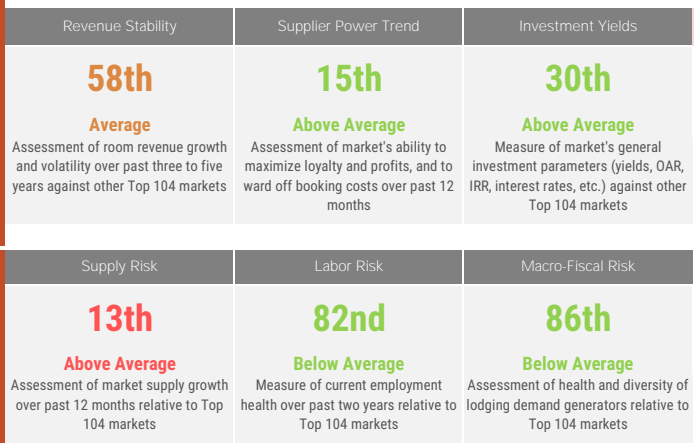 Revenue Stability
Supplier Power Trend
Investment Yields
58th
15th
30th
Average
Above Average
Above Average
Assessment of room revenue growth
and volatility over past three to five
years against other Top 104 markets
Assessment of market's ability to
maximize loyalty and profits, and to
ward off booking costs over past 12
months
Measure of market's general
investment parameters (yields, OAR,
IRR, interest rates, etc.) against other
Top 104 markets
Supply Risk
Labor Risk
Macro-Fiscal Risk
13th
82nd
86th
Above Average
Below Average
Below Average
Assessment of market supply growth
over past 12 months relative to Top
104 markets
Measure of current employment
health over past two years relative to
Top 104 markets
Assessment of health and diversity of
lodging demand generators relative to
Top 104 markets